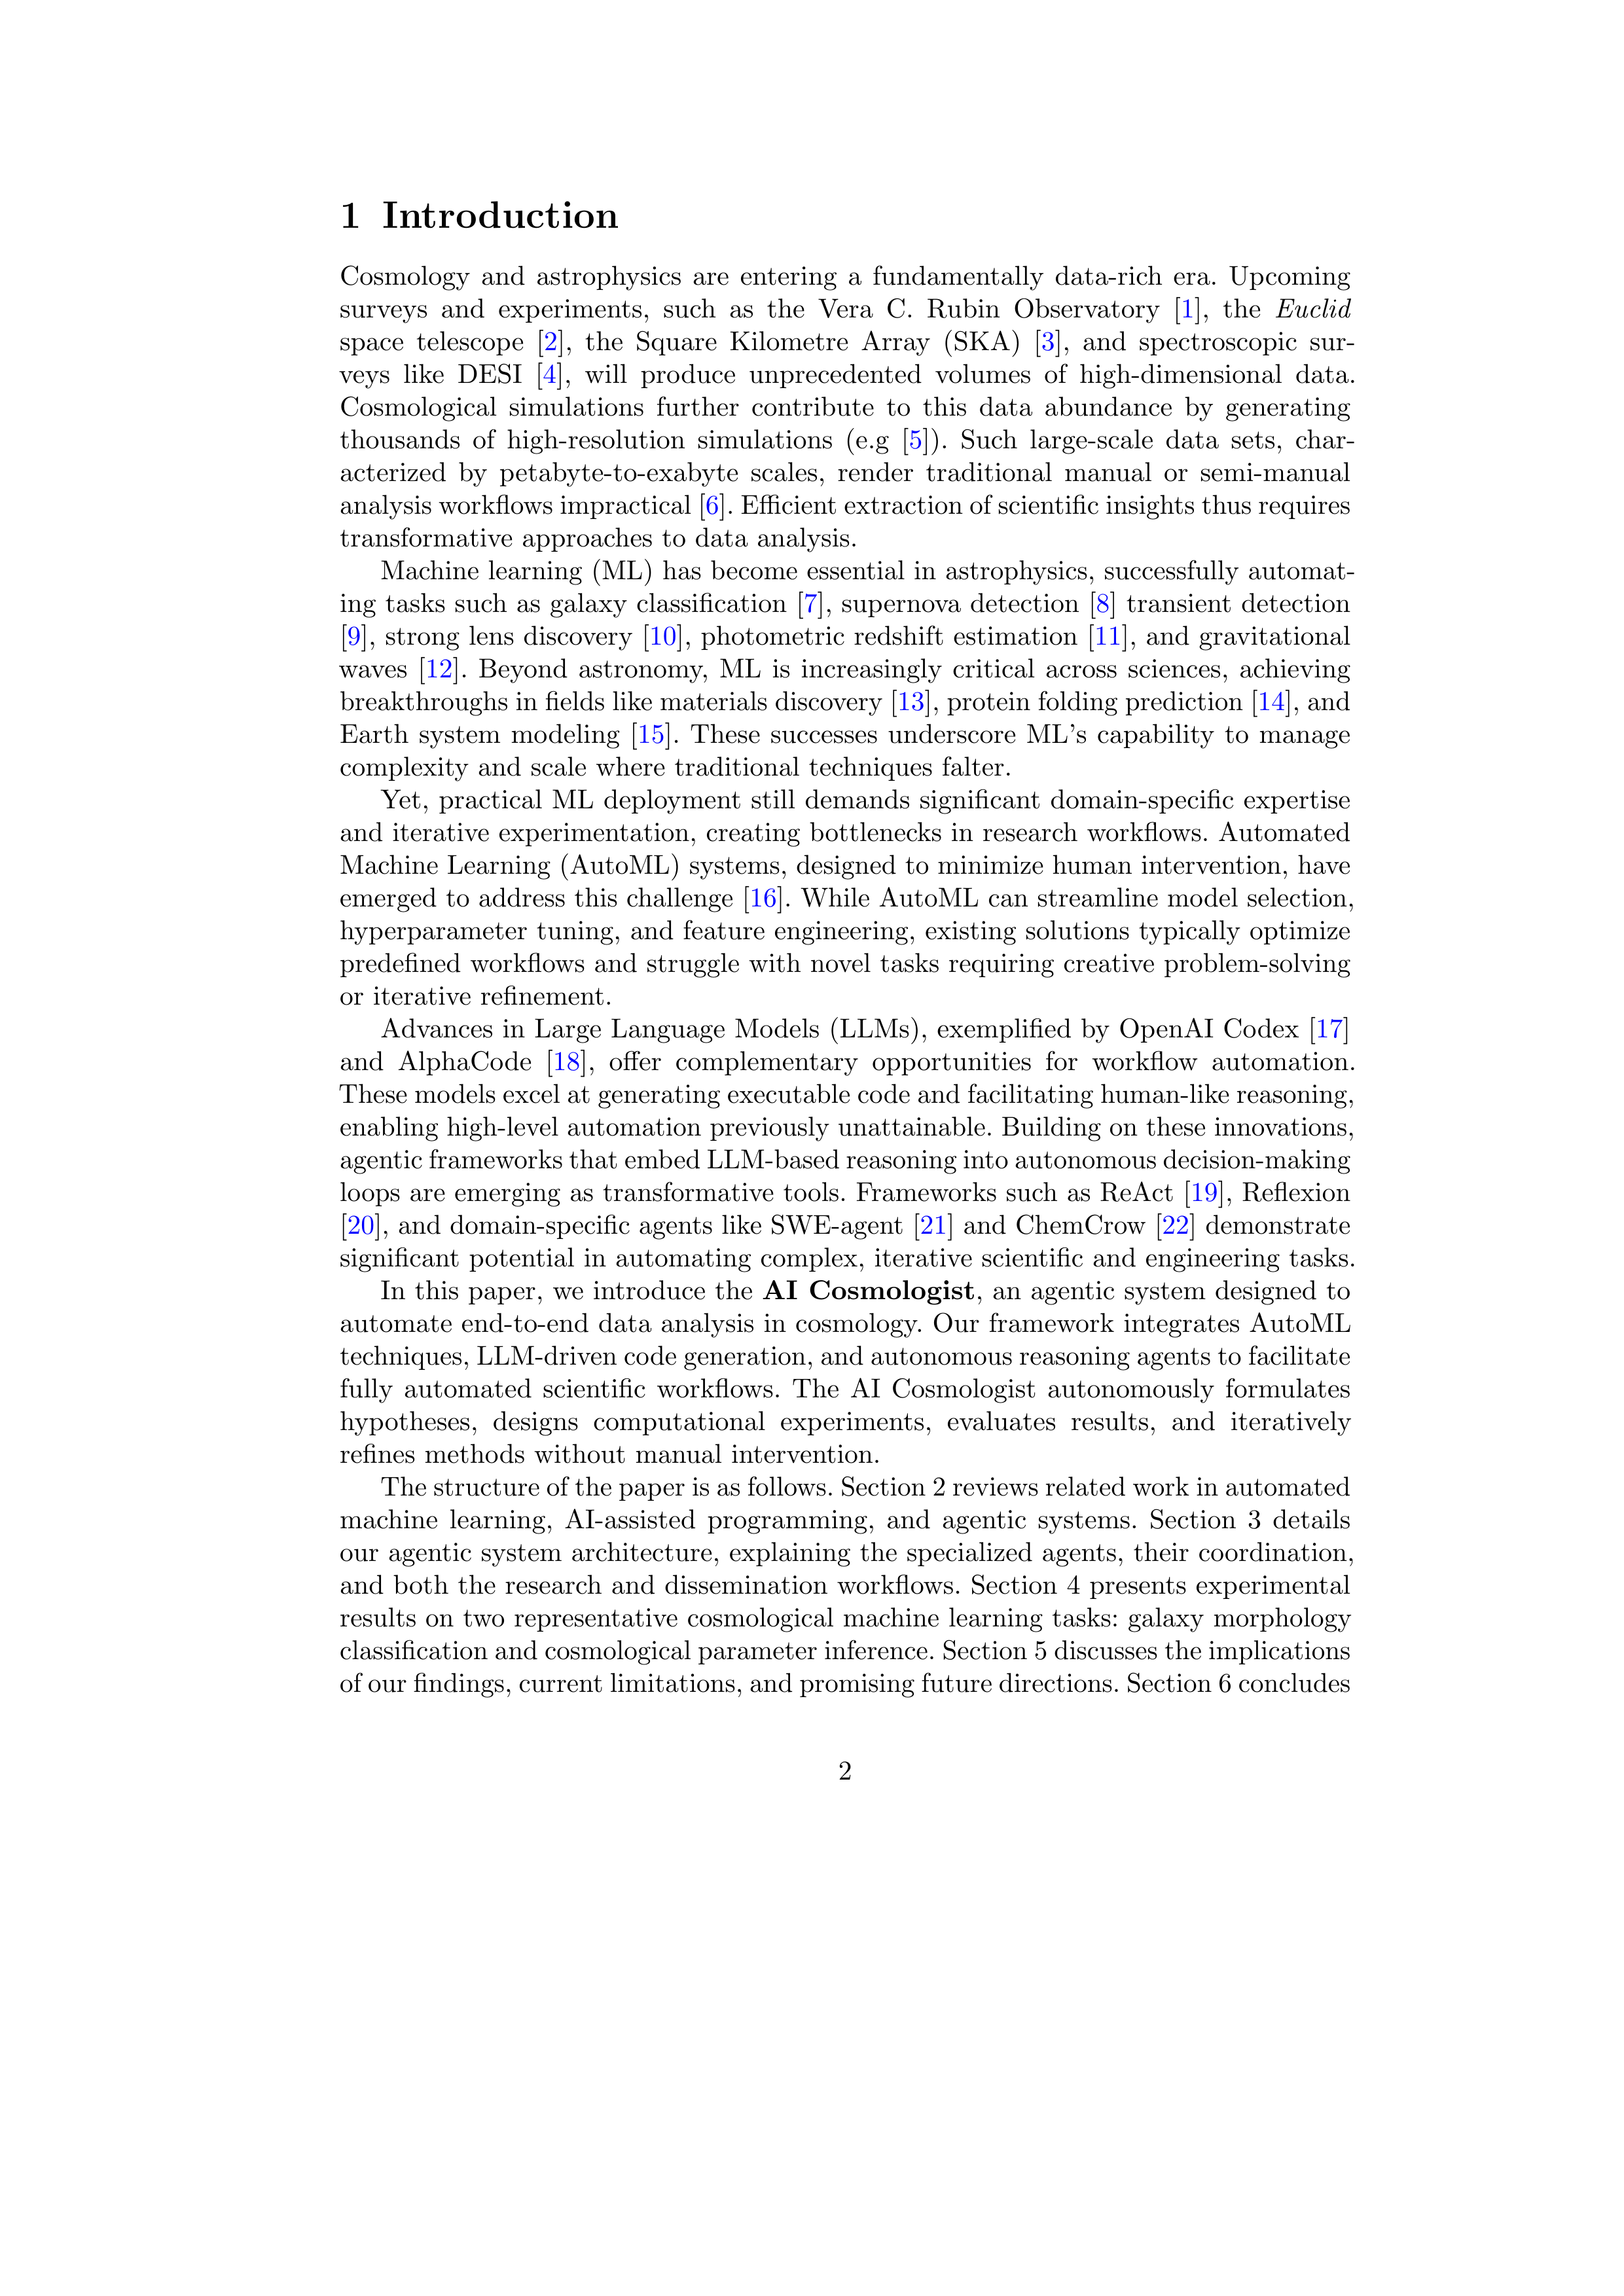 1 Introduction
Cosmology and astrophysics are entering a fundamentally data-rich era. Upcoming
surveys and experiments, such as the Vera C. Rubin Observatory [1], the Euclid
space telescope [2], the Square Kilometre Array (SKA) [3], and spectroscopic sur-
veys like DESI [4], will produce unprecedented volumes of high-dimensional data.
Cosmological simulations further contribute to this data abundance by generating
thousands of high-resolution simulations (e.g [5]). Such large-scale data sets, char-
acterized by petabyte-to-exabyte scales, render traditional manual or semi-manual
analysis workflows impractical [6]. Efficient extraction of scientific insights thus requires
transformative approaches to data analysis.
Machine learning (ML) has become essential in astrophysics, successfully automat-
ing tasks such as galaxy classification [7], supernova detection [8] transient detection
[9], strong lens discovery [10], photometric redshift estimation [11], and gravitational
waves [12]. Beyond astronomy, ML is increasingly critical across sciences, achieving
breakthroughs in fields like materials discovery [13], protein folding prediction [14], and
Earth system modeling [15]. These successes underscore ML's capability to manage
complexity and scale where traditional techniques falter.
Yet, practical ML deployment still demands significant domain-specific expertise
and iterative experimentation, creating bottlenecks in research workflows. Automated
Machine Learning (AutoML) systems, designed to minimize human intervention, have
emerged to address this challenge [16]. While AutoML can streamline model selection,
hyperparameter tuning, and feature engineering, existing solutions typically optimize
predefined workflows and struggle with novel tasks requiring creative problem-solving
or iterative refinement.
Advances in Large Language Models (LLMs), exemplified by OpenAI Codex [17]
and AlphaCode [18], offer complementary opportunities for workflow automation.
These models excel at generating executable code and facilitating human-like reasoning,
enabling high-level automation previously unattainable. Building on these innovations,
agentic frameworks that embed LLM-based reasoning into autonomous decision-making
loops are emerging as transformative tools. Frameworks such as ReAct [19], Reflexion
[20], and domain-specific agents like SWE-agent [21] and ChemCrow [22] demonstrate
significant potential in automating complex, iterative scientific and engineering tasks.
In this paper, we introduce the AI Cosmologist, an agentic system designed to
automate end-to-end data analysis in cosmology. Our framework integrates AutoML
techniques, LLM-driven code generation, and autonomous reasoning agents to facilitate
fully automated scientific workflows. The AI Cosmologist autonomously formulates
hypotheses, designs computational experiments, evaluates results, and iteratively
refines methods without manual intervention.
The structure of the paper is as follows. Section 2 reviews related work in automated
machine learning, AI-assisted programming, and agentic systems. Section 3 details
our agentic system architecture, explaining the specialized agents, their coordination,
and both the research and dissemination workflows. Section 4 presents experimental
results on two representative cosmological machine learning tasks: galaxy morphology
classification and cosmological parameter inference. Section 5 discusses the implications
of our findings, current limitations, and promising future directions. Section 6 concludes
2